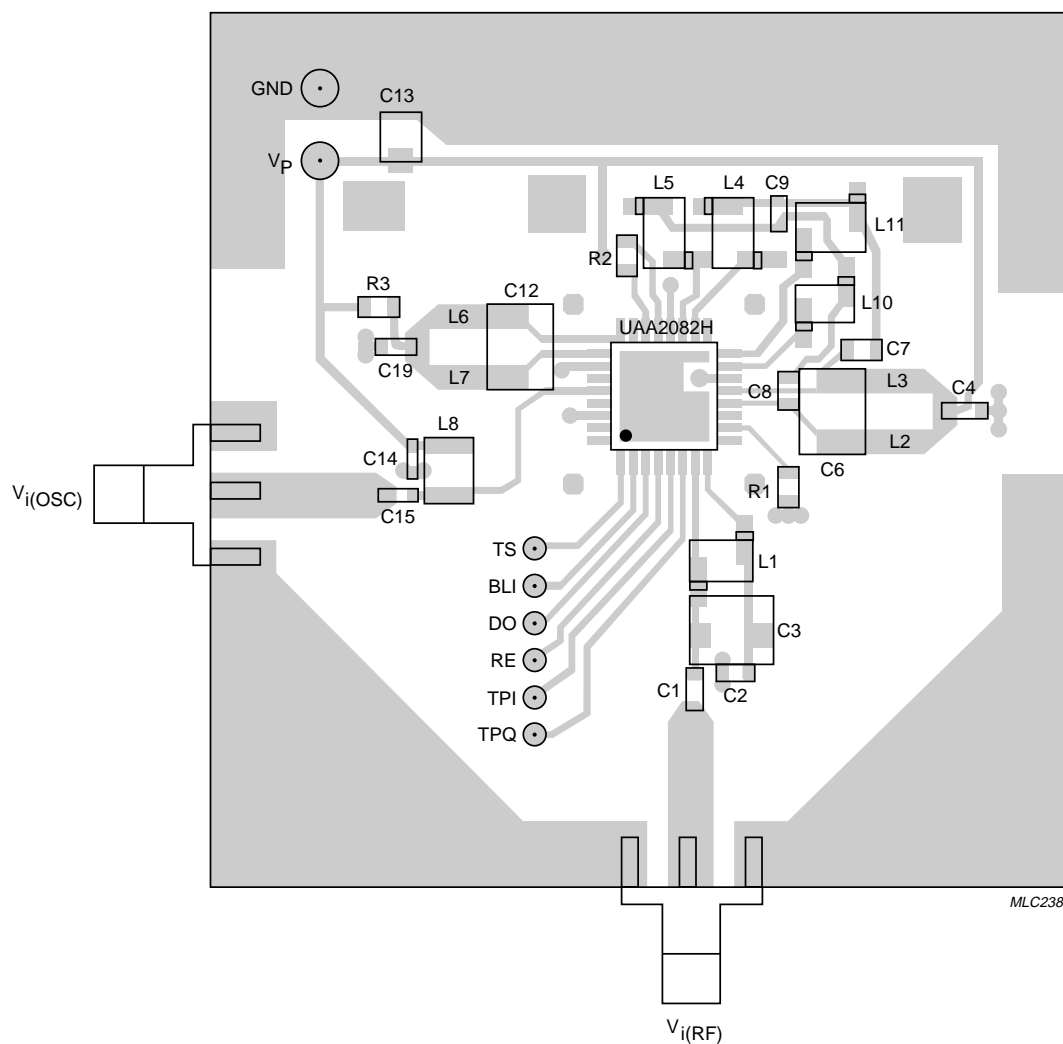 GND
C13
VP
L5
L4
C9
L11
R2
R3
C12
L10
L6
UAA2082H
C19
L7
C7
C8
L3
C4
L8
L2
C14
C6
Vi(OSC)
C15
R1
TS
L1
BLI
DO
C3
RE
C1
C2
TPI
TPQ
MLC238
Vi(RF)